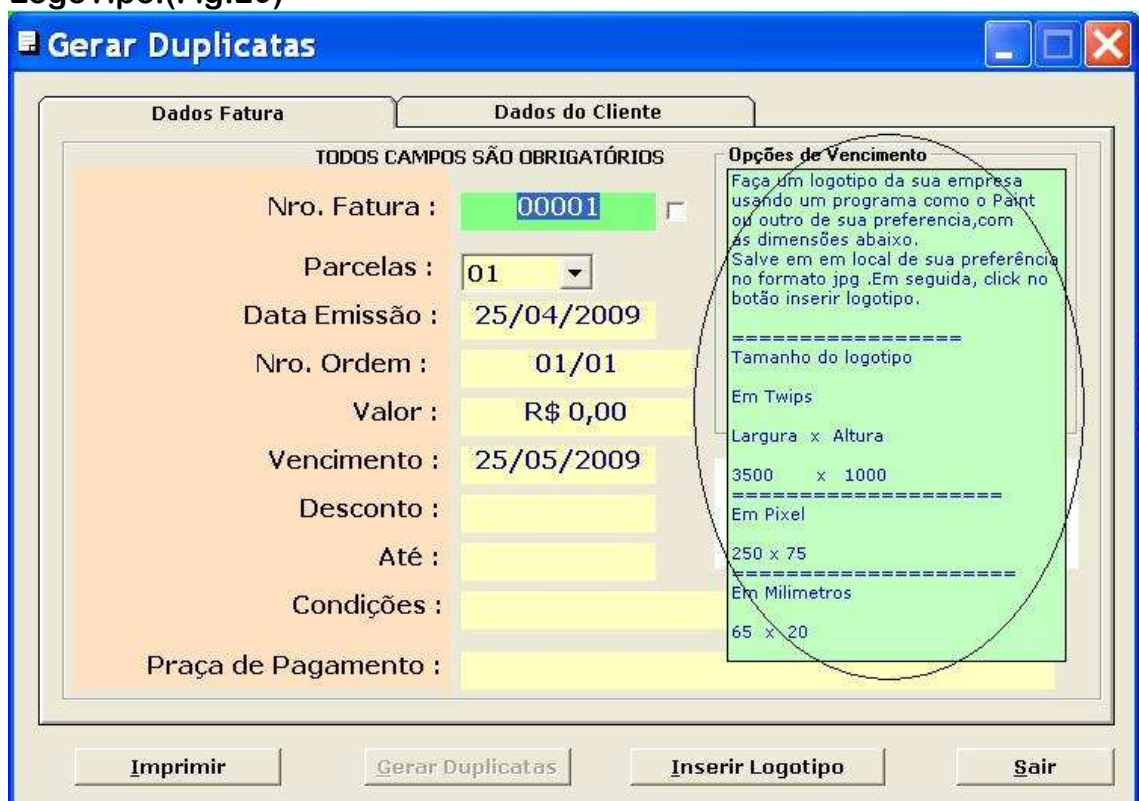 LogoTipo.(Fig.20)
Gerar Duplicatas
Dados Fatura
Dados do Cliente
TODOS CAMPOS SÃO OBRIGATÓRIOS
Nro. Fatura : 00001
Parcelas : 01
Data Emissão : 25/04/2009
Nro. Ordem : 01/01
Valor : R$ 0,00
Vencimento : 25/05/2009
Desconto :
Até :
Condições :
Praça de Pagamento :
Opções de Vencimento
Faça um logotipo da sua empresa
usando um programa como o Paint
ou outro de sua preferencia,com
as dimensões abaixo.
Salve em em local de sua preferência
no formato jpg .Em seguida, click no
botão inserir logotipo.
==================
Tamanho do logotipo
Em Twips
Largura x Altura
3500 x 1000
=====================
Em Pixel
250 x 75
======================
Em Milimetros
65 x 20
Imprimir
Gerar Duplicatas
Inserir Logotipo
Sair